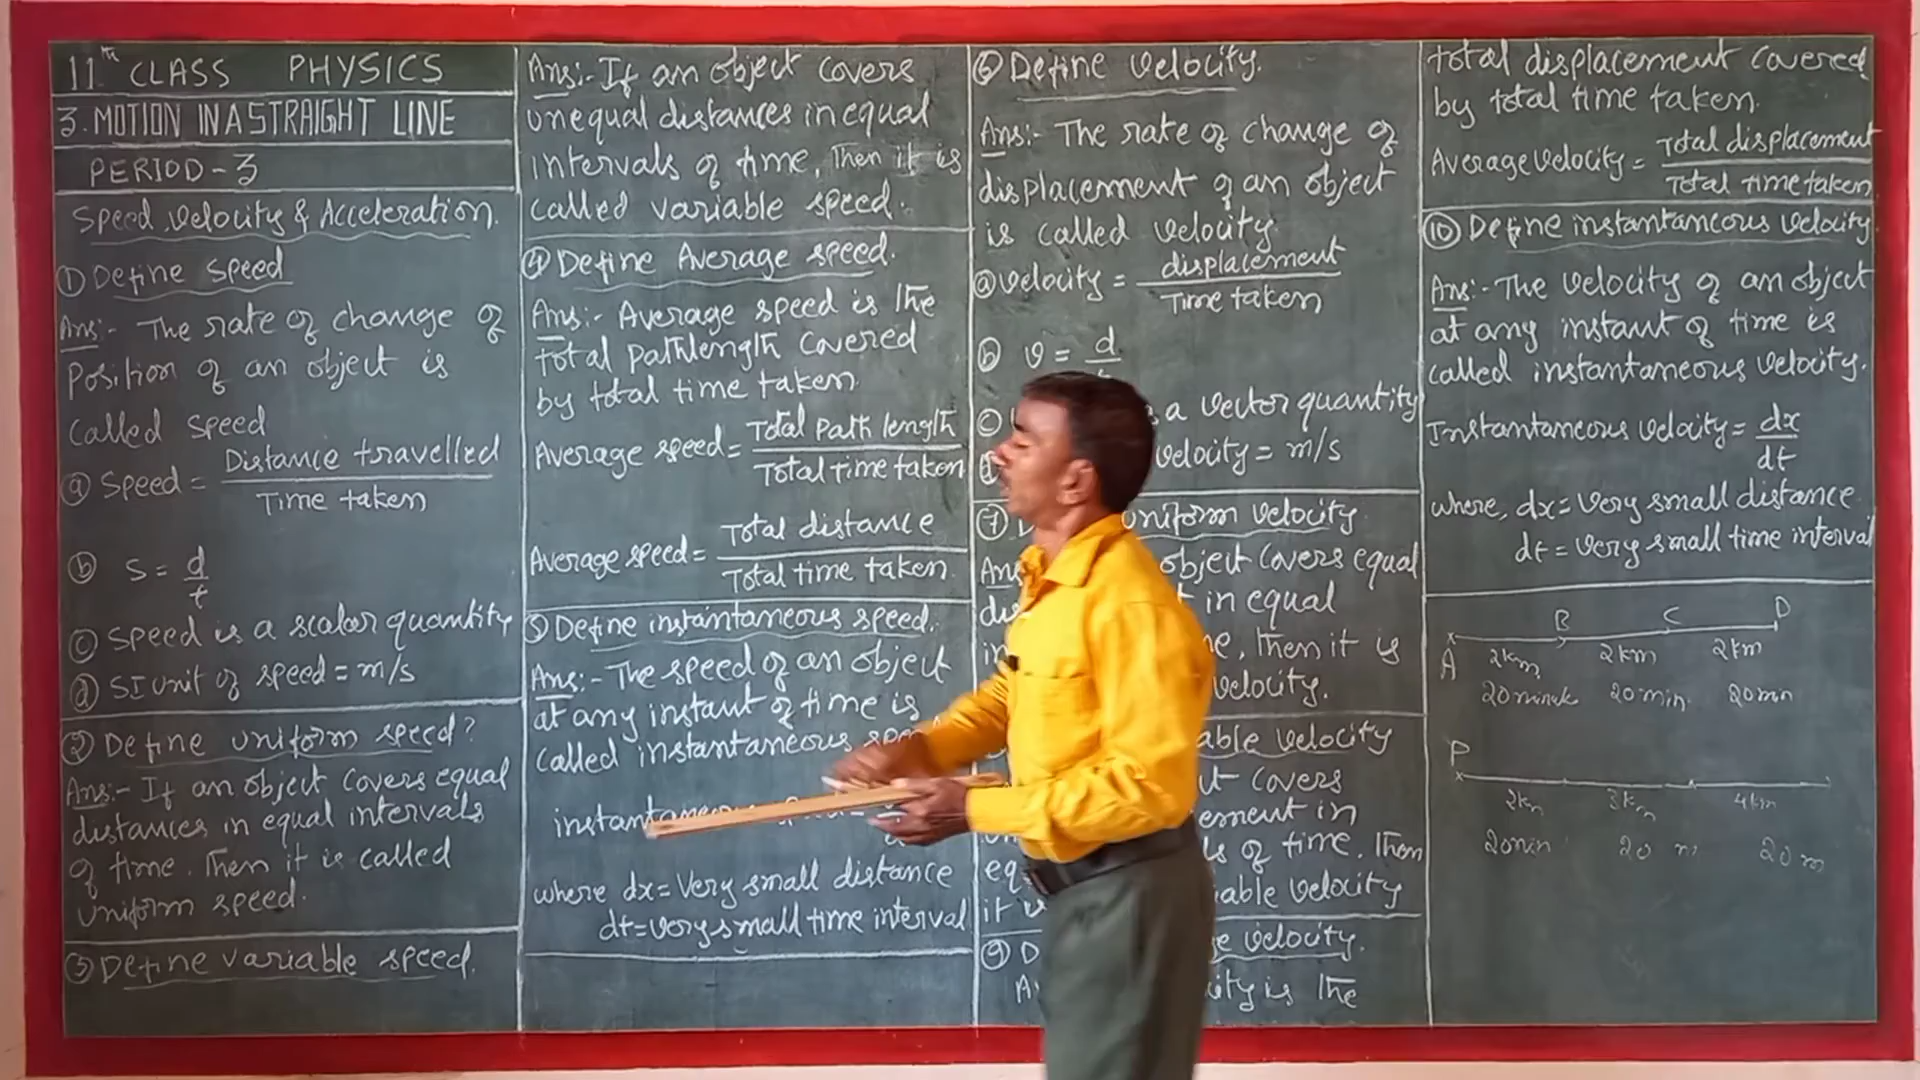 11th CLASS PHYSICS
3. MOTION IN A STRAIGHT LINE
PERIOD-3
Speed, velocity & Acceleration.
① Define speed
Ans:- The rate of change of
Position of an object is
called speed
ⓐ Speed = Distance travelled / Time taken
ⓑ S = d/t
ⓒ Speed is a scalar quantity
ⓓ SI unit of speed = m/s
② Define uniform speed?
Ans:- If an object covers equal
distances in equal intervals
of time. Then it is called
uniform speed.
③ Define variable speed.
Ans:- If an object covers
unequal distances in equal
intervals of time, Then it is
called variable speed.
④ Define Average speed.
Ans:- Average speed is the
total pathlength covered
by total time taken
Average speed = Total Path length / Total time taken
Average speed = Total distance / Total time taken
⑤ Define instantaneous speed.
Ans:- The speed of an object
at any instant of time is
called instantaneous
where dx = Very small distance
dt = very small time interval
⑥ Define velocity.
Ans:- The rate of change of
displacement of an object
is called velocity
ⓐ velocity = displacement / Time taken
ⓑ v = d
ⓒ a vector quantity
velocity = m/s
⑦ uniform velocity
object covers equal
in equal
, Then it is
velocity.
velocity
covers
in
of time. Then
it velocity
⑨ velocity.
is the
total displacement covered
by total time taken.
Average velocity = Total displacement / Total time taken
⑩ Define instantaneous velocity
Ans:- The velocity of an object
at any instant of time is
called instantaneous velocity.
Instantaneous velocity = dx/dt
where, dx = Very small distance
dt = very small time interval
B C D
A 2km 2km 2km
20 minute 20 min. 20 min
P
2km 3km 4km
20min 20 m 20 m